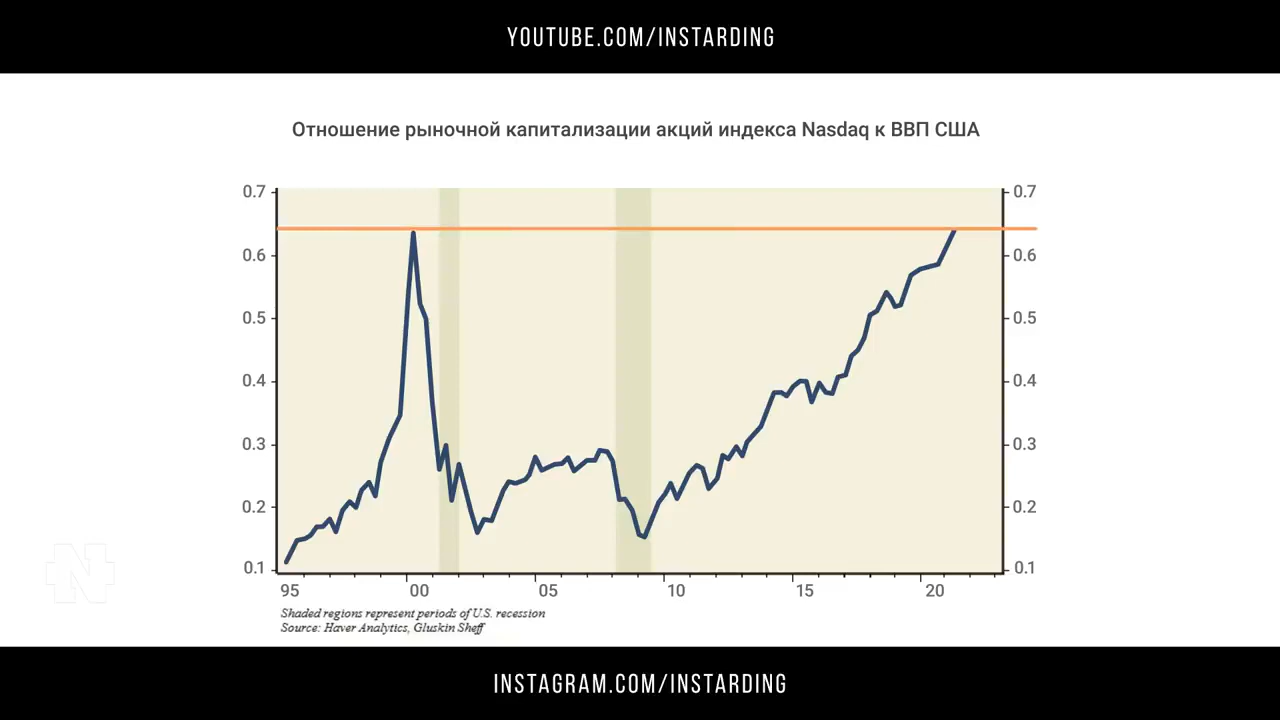 YOUTUBE.COM/INSTARDING
Отношение рыночной капитализации акций индекса Nasdaq к ВВП США
0.7 0.7
0.6 0.6
0.5 0.5
0.4 0.4
0.3 0.3
0.2 0.2
0.1 0.1
95 00 05 10 15 20
Shaded regions represent periods of U.S. recession
Source: Haver Analytics, Gluskin Sheff
N
INSTAGRAM.COM/INSTARDING